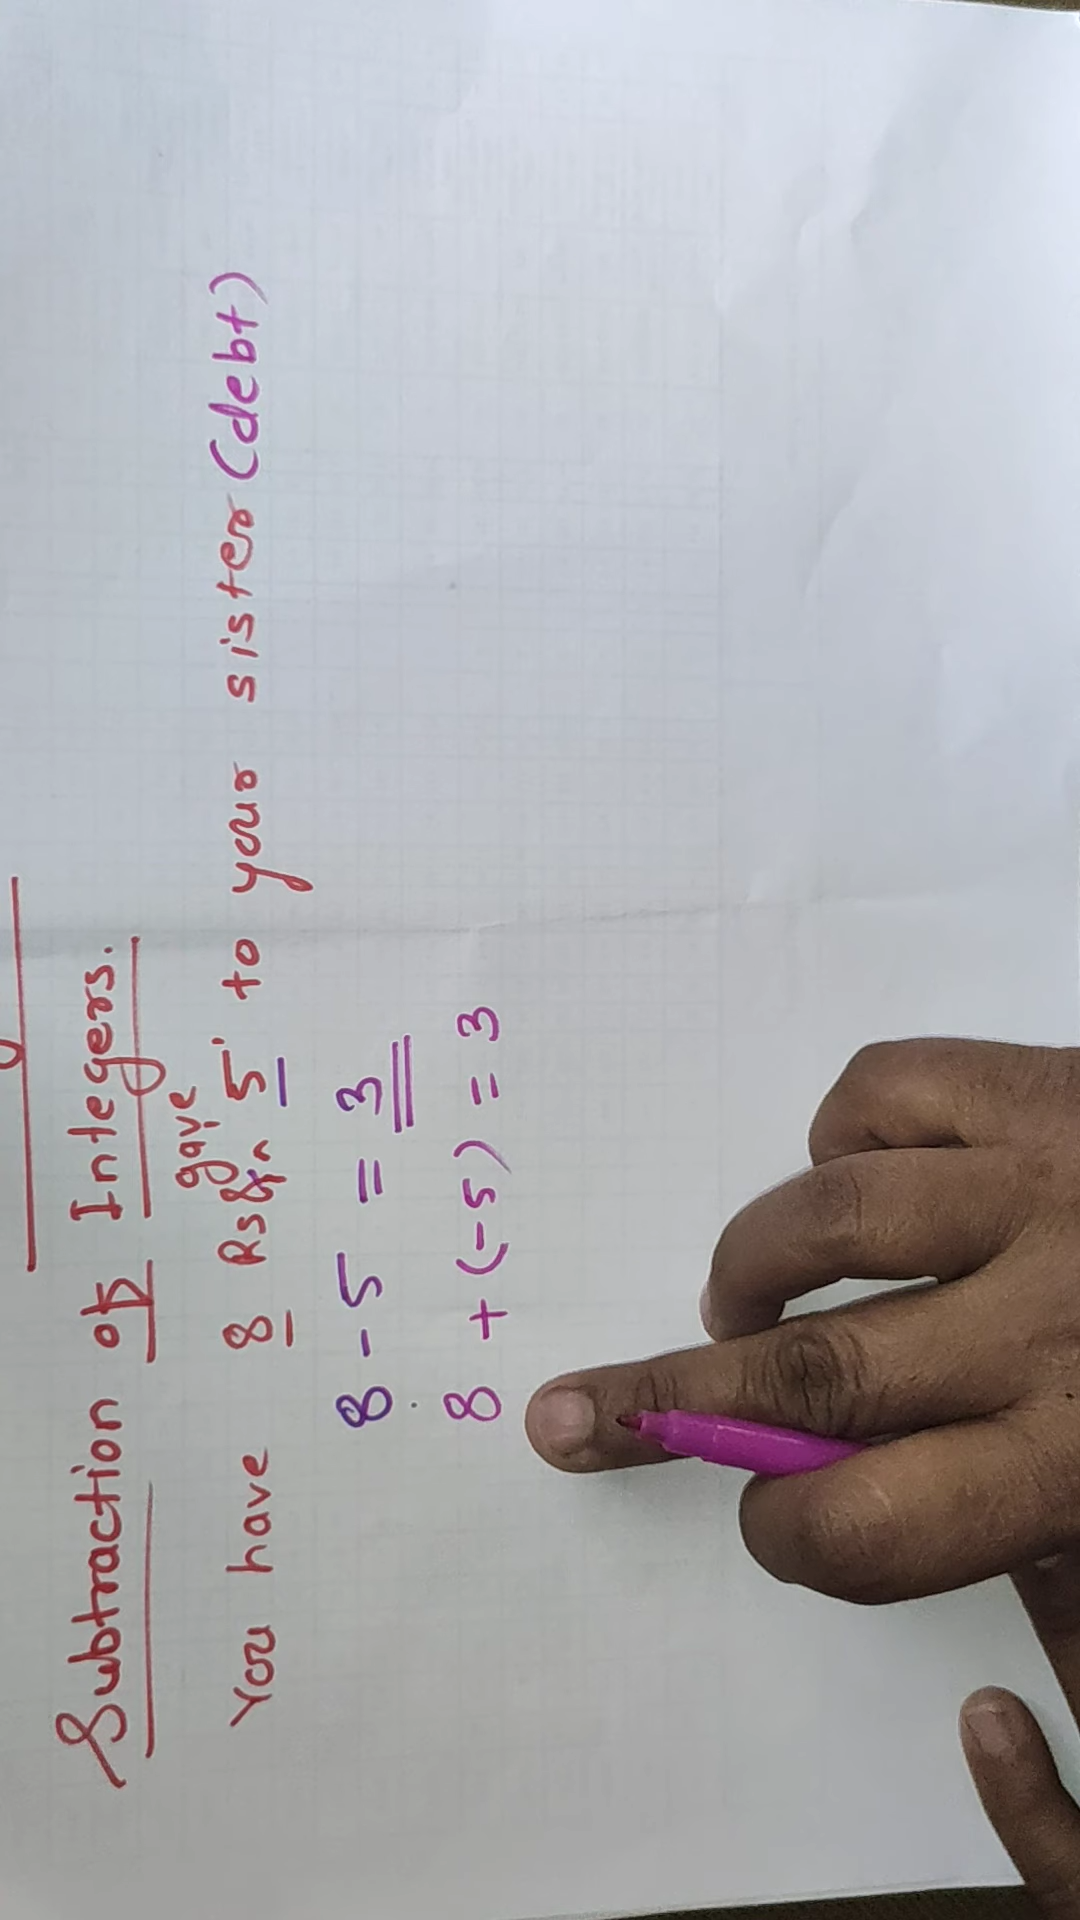 Subtraction of Integers.
gave
You have 8 Rs & 5 to your sister (debt)
8 - 5 = 3
8 + (-5) = 3